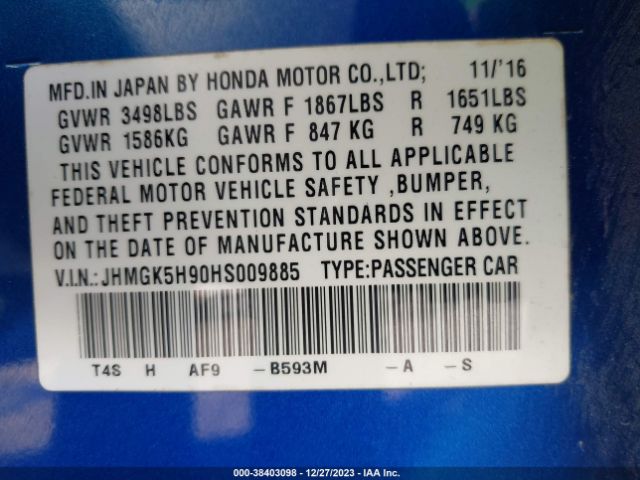 MFD.IN JAPAN BY HONDA MOTOR CO.,LTD; 11/'16
GVWR 3498LBS GAWR F 1867LBS R 1651LBS
GVWR 1586KG GAWR F 847 KG R 749 KG
THIS VEHICLE CONFORMS TO ALL APPLICABLE
FEDERAL MOTOR VEHICLE SAFETY ,BUMPER,
AND THEFT PREVENTION STANDARDS IN EFFECT
ON THE DATE OF MANUFACTURE SHOWN ABOVE.
V.I.N.:JHMGK5H90HS009885 TYPE:PASSENGER CAR
T4S H AF9 -B593M -A -S
000-38403098 - 12/27/2023 - IAA Inc.